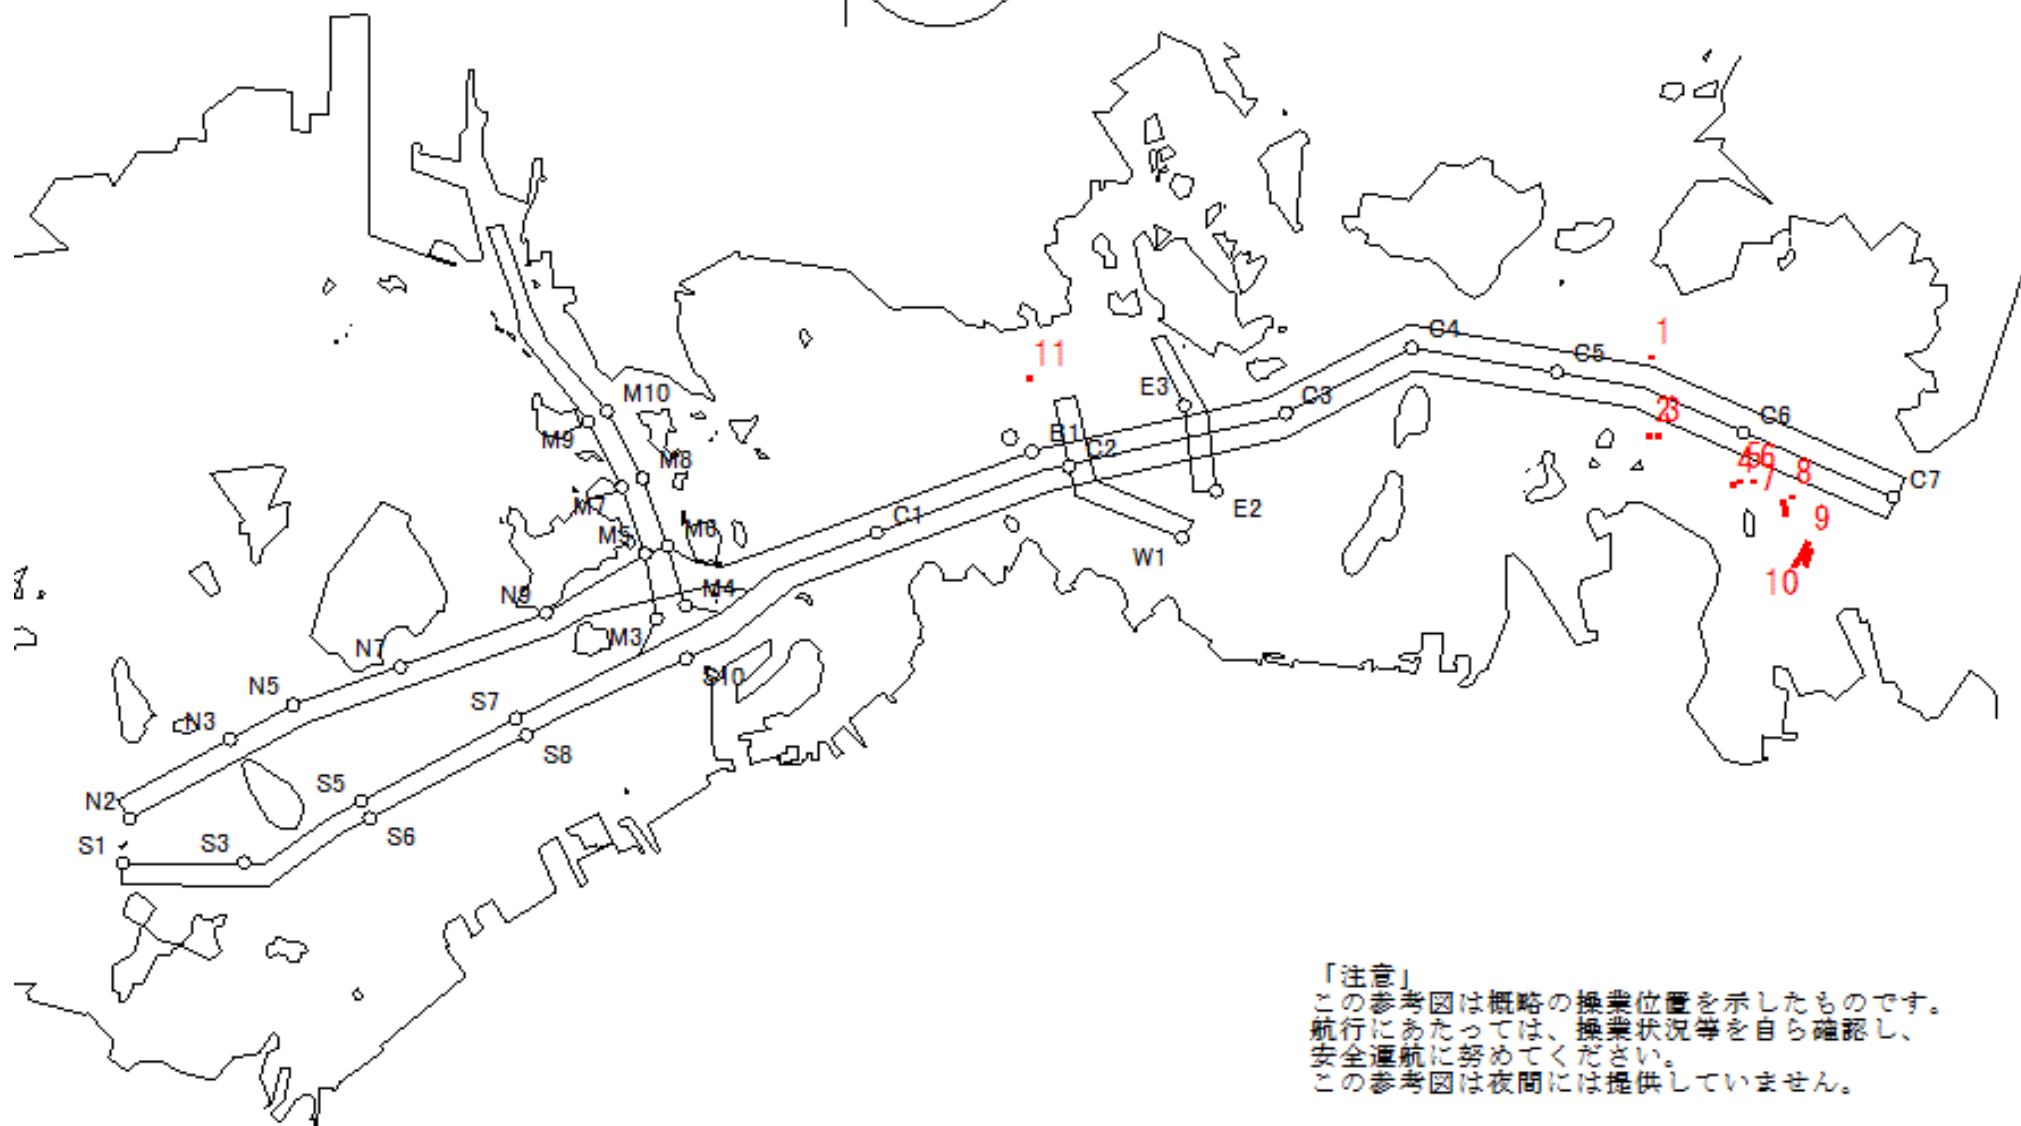 1
C4
11
C5
M10
E3
C3
2
3
C6
M9
B1
C2
M8
4
5
6
7
8
C7
M7
E2
C1
M5
M6
9
W1
10
N9
M4
M3
N7
S10
N5
S7
N3
S8
S5
N2
S6
S1
S3
「注意」
この参考図は概略の操業位置を示したものです。
航行にあたっては、操業状況等を自ら確認し、
安全運航に努めてください。
この参考図は夜間には提供していません。